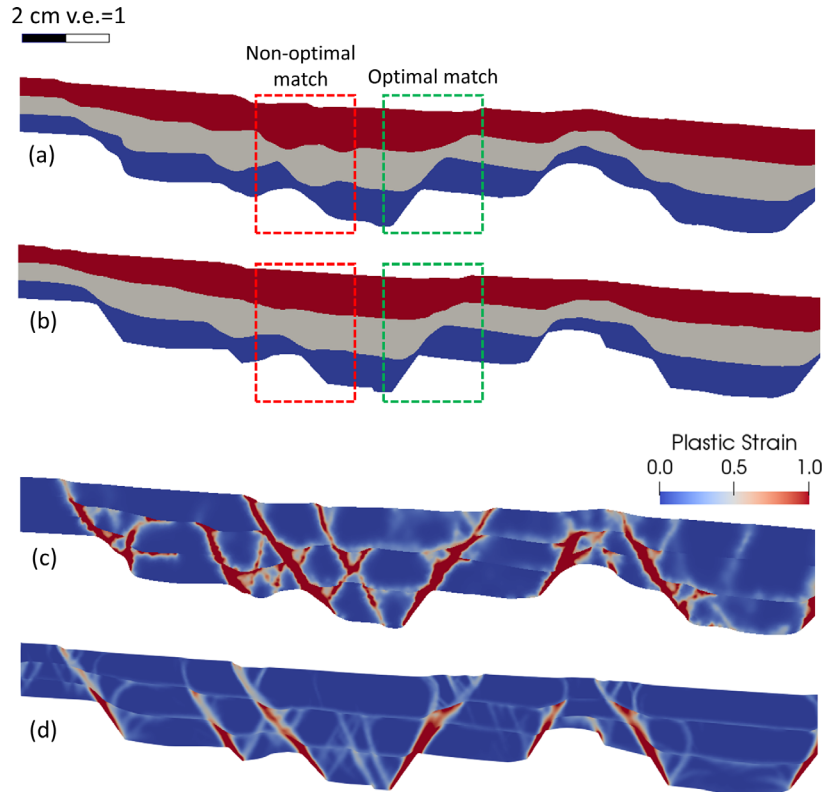 2 cm v.e.=1
Non-optimal
match
Optimal match
(a)
(b)
Plastic Strain
0.0 0.5 1.0
(c)
(d)